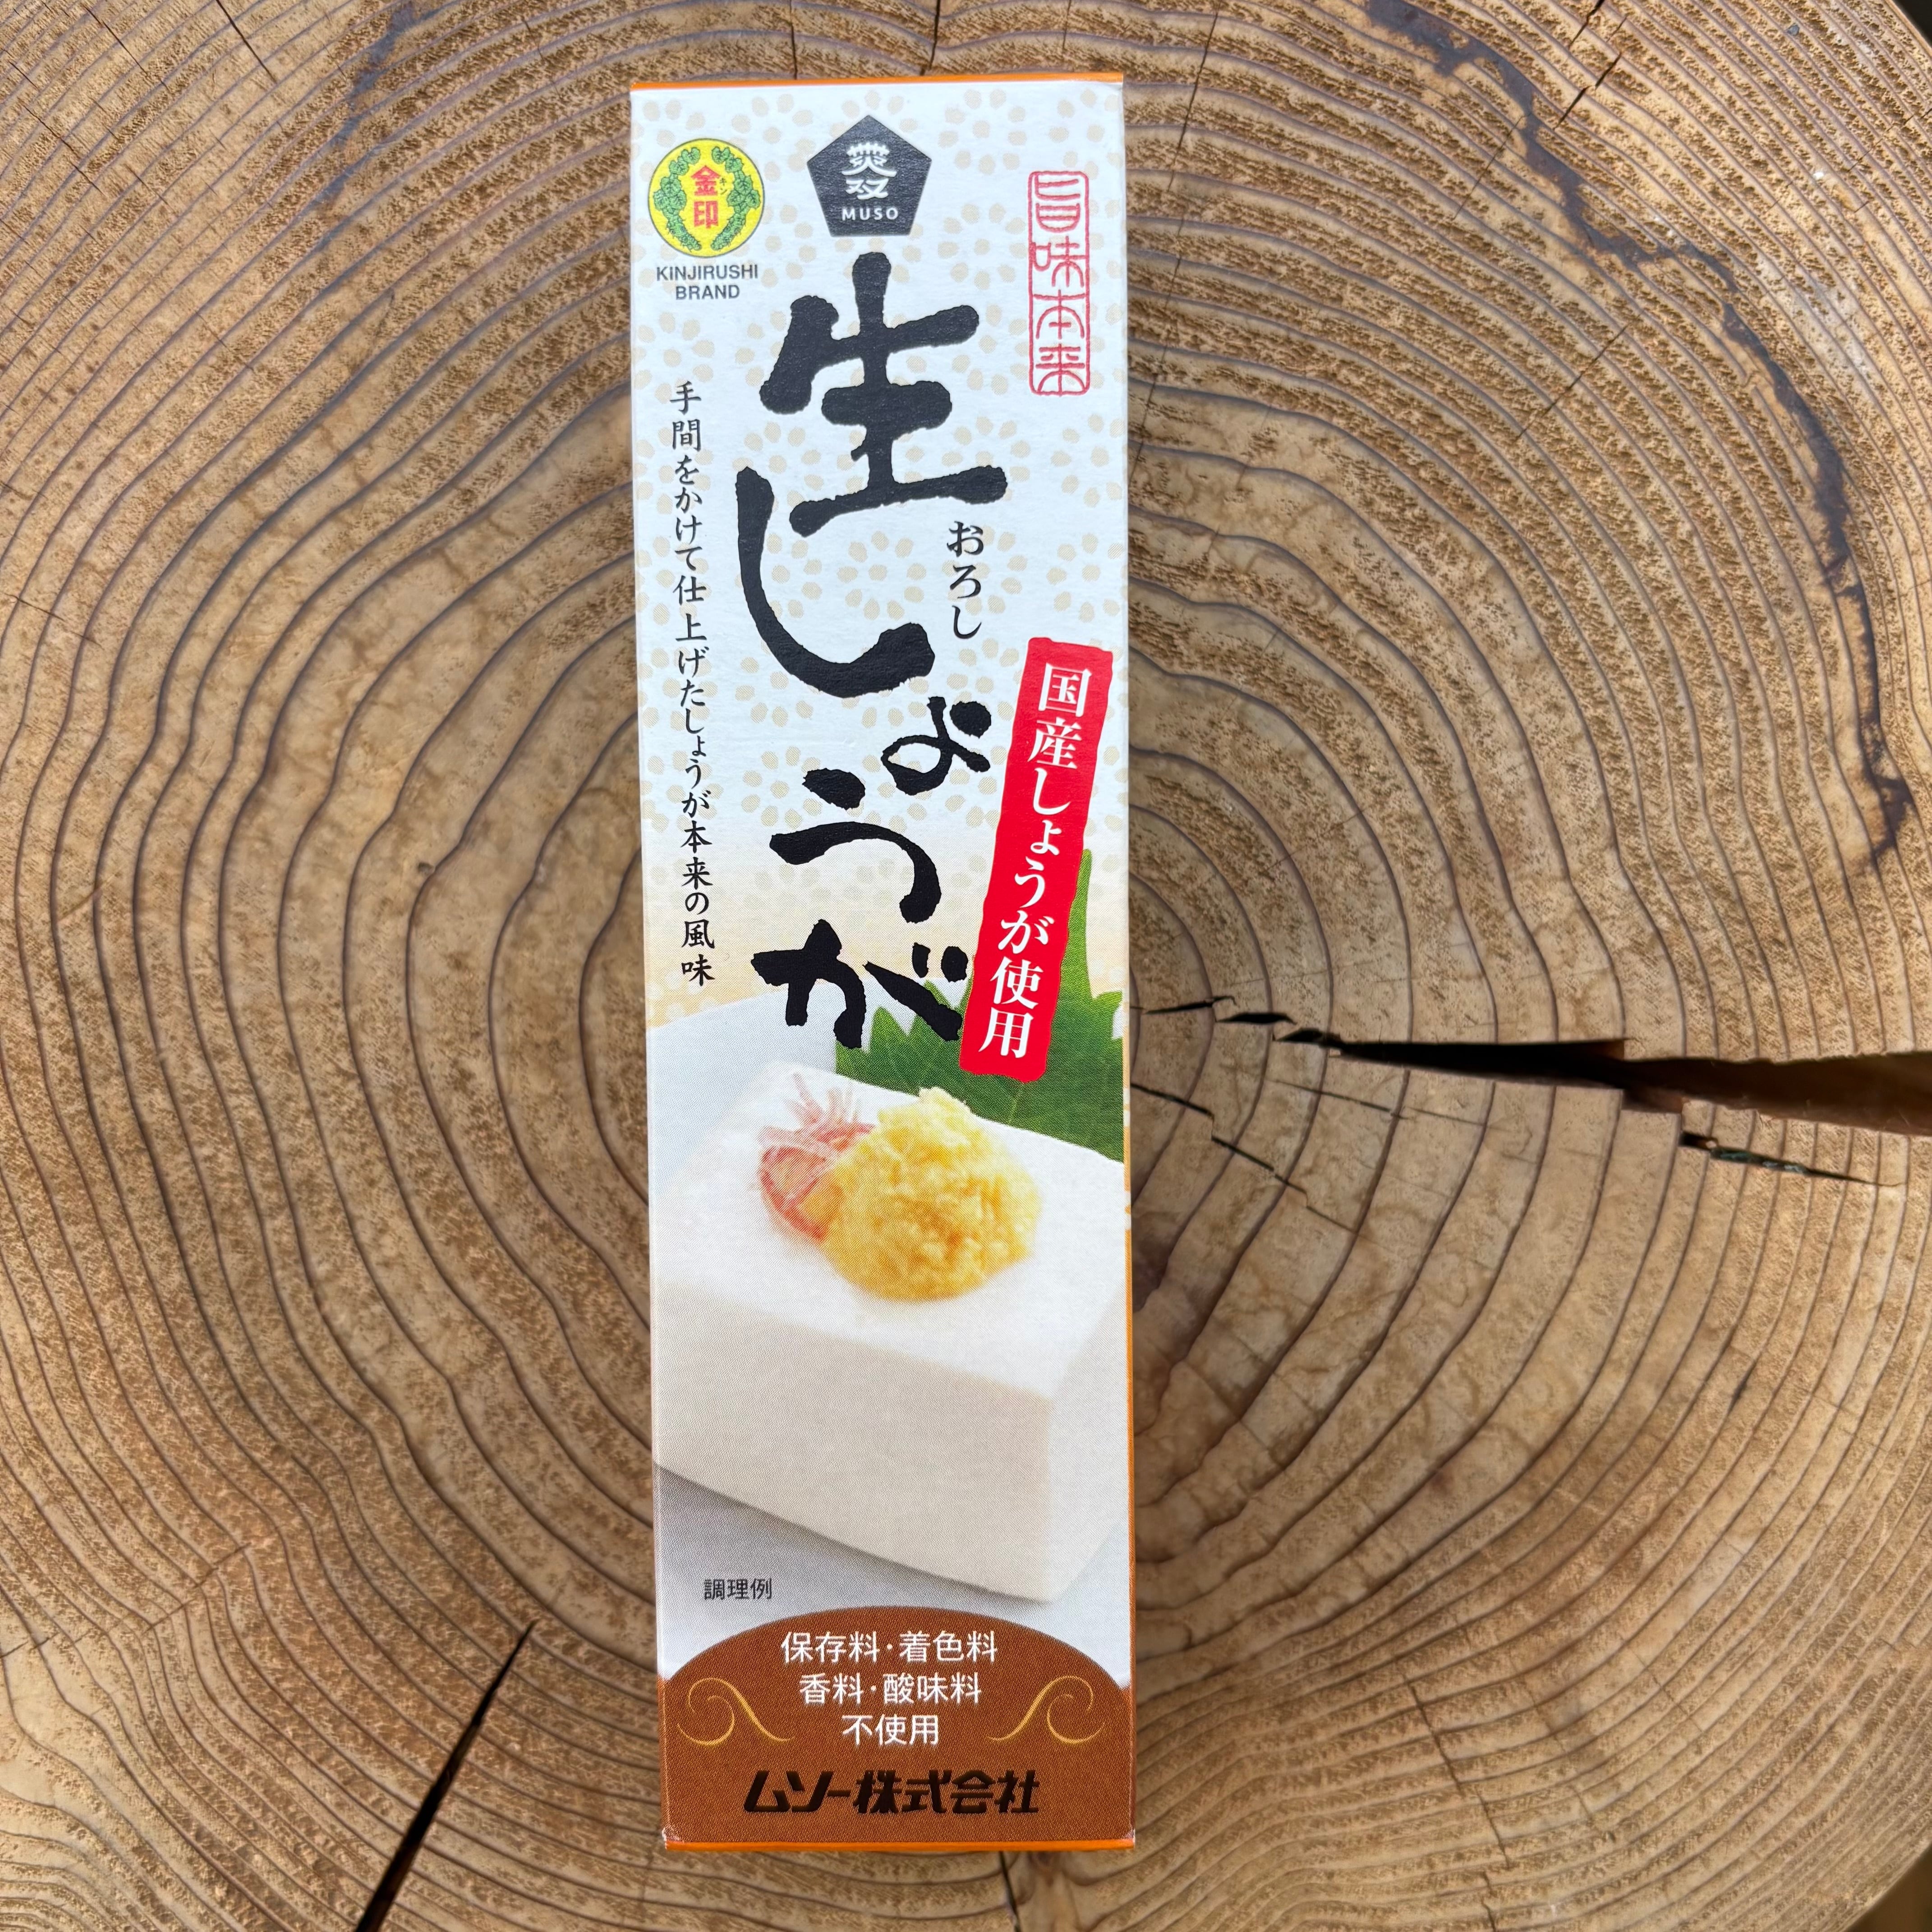 金印
キン
KINJIRUSHI
BRAND
無双
MUSO
旨味本来
生しょうが
おろし
手間をかけて仕上げたしょうが本来の風味
国産しょうが使用
調理例
保存料・着色料
香料・酸味料
不使用
ムソー株式会社